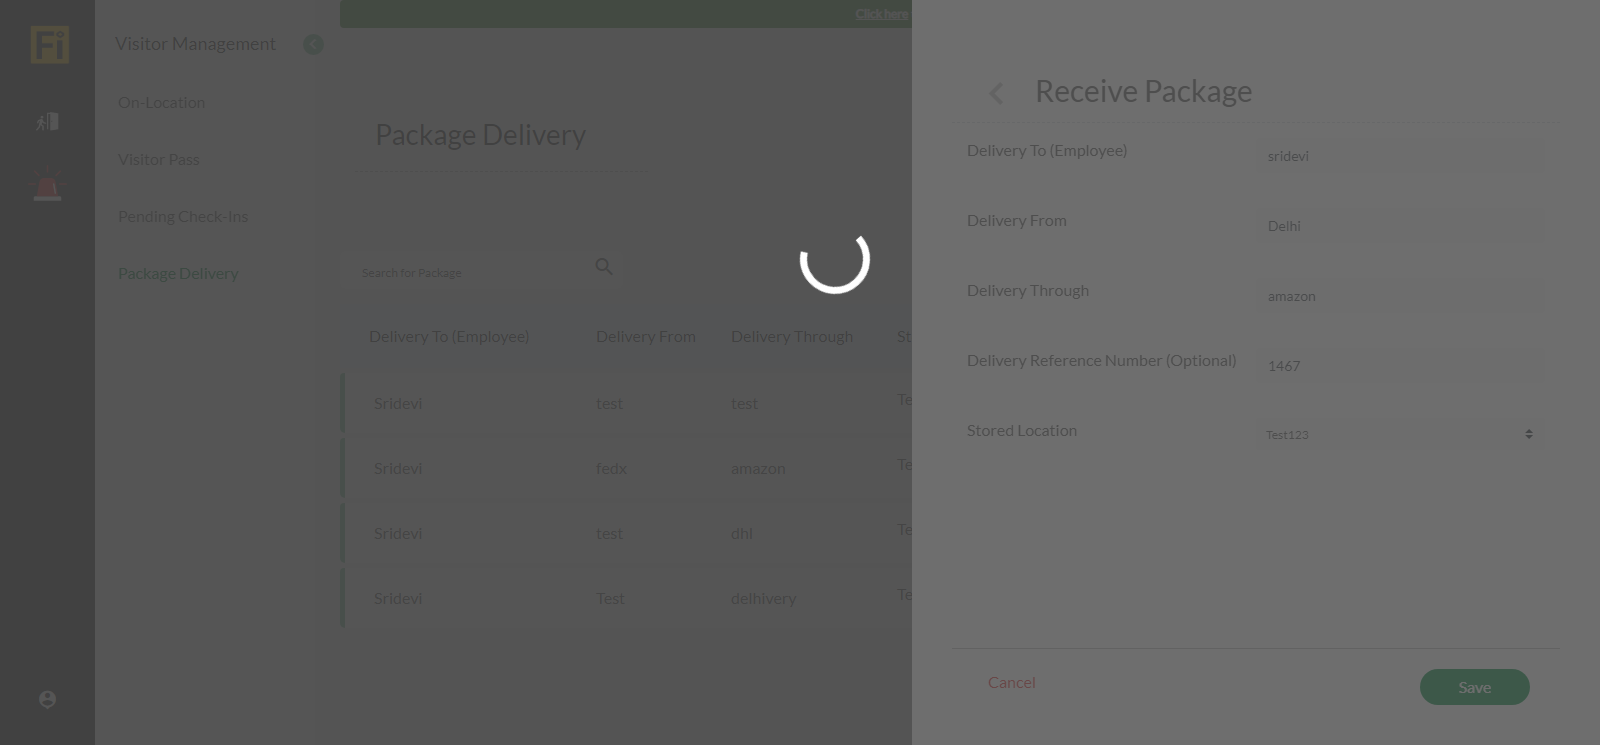 Click here
Fi
Visitor Management
On-Location
Visitor Pass
Pending Check-Ins
Package Delivery
Package Delivery
Search for Package
Delivery To (Employee) Delivery From Delivery Through St
Sridevi test test Te
Sridevi fedx amazon Te
Sridevi test dhl Te
Sridevi Test delhivery Te
Receive Package
Delivery To (Employee) sridevi
Delivery From Delhi
Delivery Through amazon
Delivery Reference Number (Optional) 1467
Stored Location Test123
Cancel Save